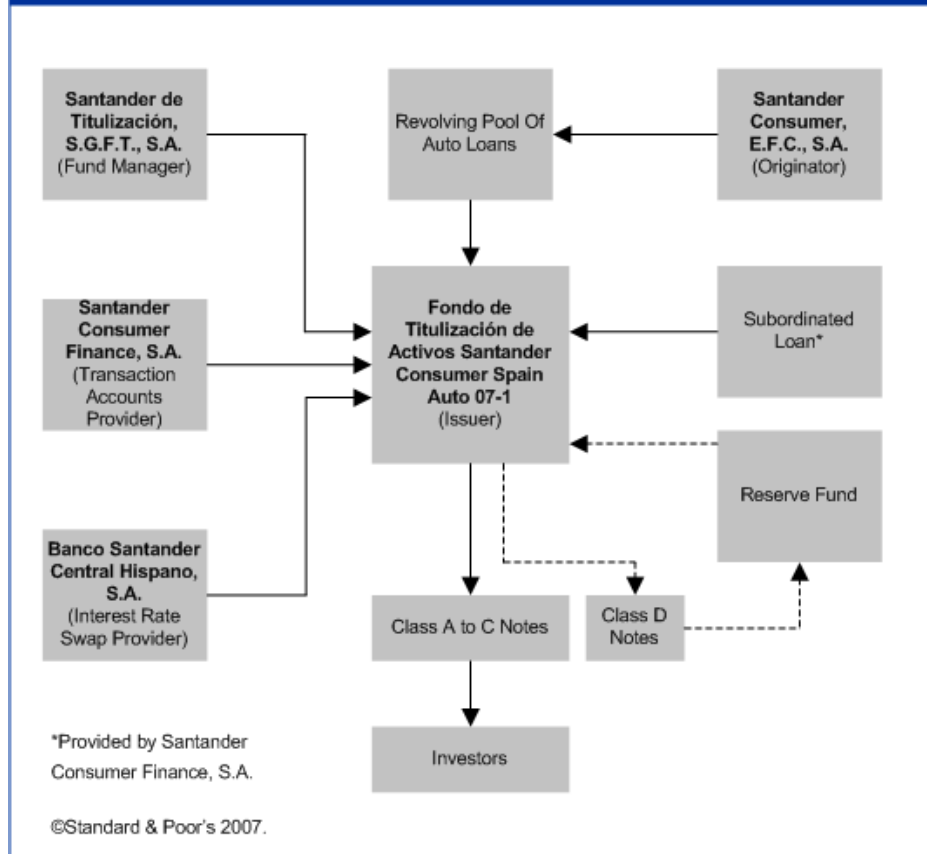 Santander de
Titulización,
S.G.F.T., S.A.
(Fund Manager)
Revolving Pool Of
Auto Loans
Santander
Consumer,
E.F.C., S.A.
(Originator)
Santander
Consumer
Finance, S.A.
(Transaction
Accounts
Provider)
Fondo de
Titulización de
Activos Santander
Consumer Spain
Auto 07-1
(Issuer)
Subordinated
Loan*
Reserve Fund
Banco Santander
Central Hispano,
S.A.
(Interest Rate
Swap Provider)
Class A to C Notes
Class D
Notes
Investors
*Provided by Santander
Consumer Finance, S.A.
©Standard & Poor's 2007.